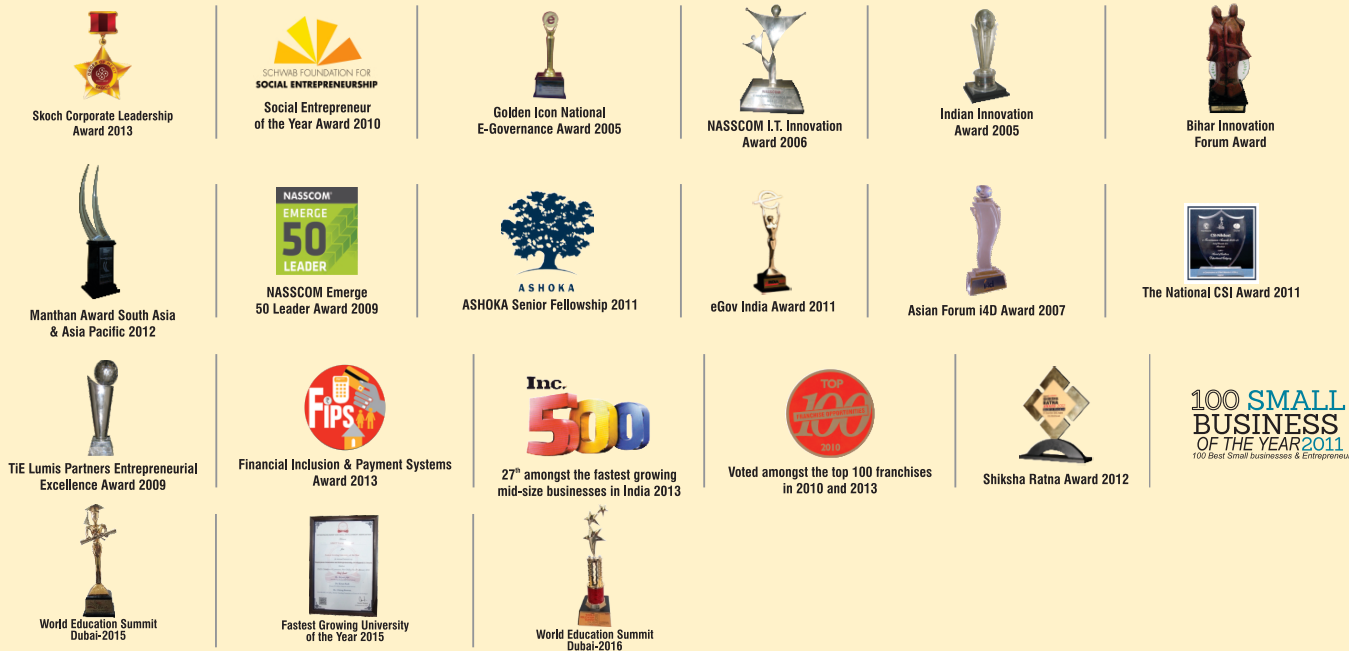 Skoch Corporate Leadership
Award 2013
SCHWAB FOUNDATION FOR
SOCIAL ENTREPRENEURSHIP
Social Entrepreneur
of the Year Award 2010
Golden Icon National
E-Governance Award 2005
NASSCOM I.T. Innovation
Award 2006
Indian Innovation
Award 2005
Bihar Innovation
Forum Award
Manthan Award South Asia
& Asia Pacific 2012
NASSCOM
EMERGE
50
LEADER
NASSCOM Emerge
50 Leader Award 2009
ASHOKA
ASHOKA Senior Fellowship 2011
eGov India Award 2011
Asian Forum i4D Award 2007
The National CSI Award 2011
TiE Lumis Partners Entrepreneurial
Excellence Award 2009
FiPS
Financial Inclusion & Payment Systems
Award 2013
Inc.
500
27th amongst the fastest growing
mid-size businesses in India 2013
TOP
100
FRANCHISE OPPORTUNITIES
2010
Voted amongst the top 100 franchises
in 2010 and 2013
Shiksha Ratna Award 2012
100 SMALL
BUSINESS
OF THE YEAR 2011
100 Best Small businesses & Entrepreneu
World Education Summit
Dubai-2015
Fastest Growing University
of the Year 2015
World Education Summit
Dubai-2016